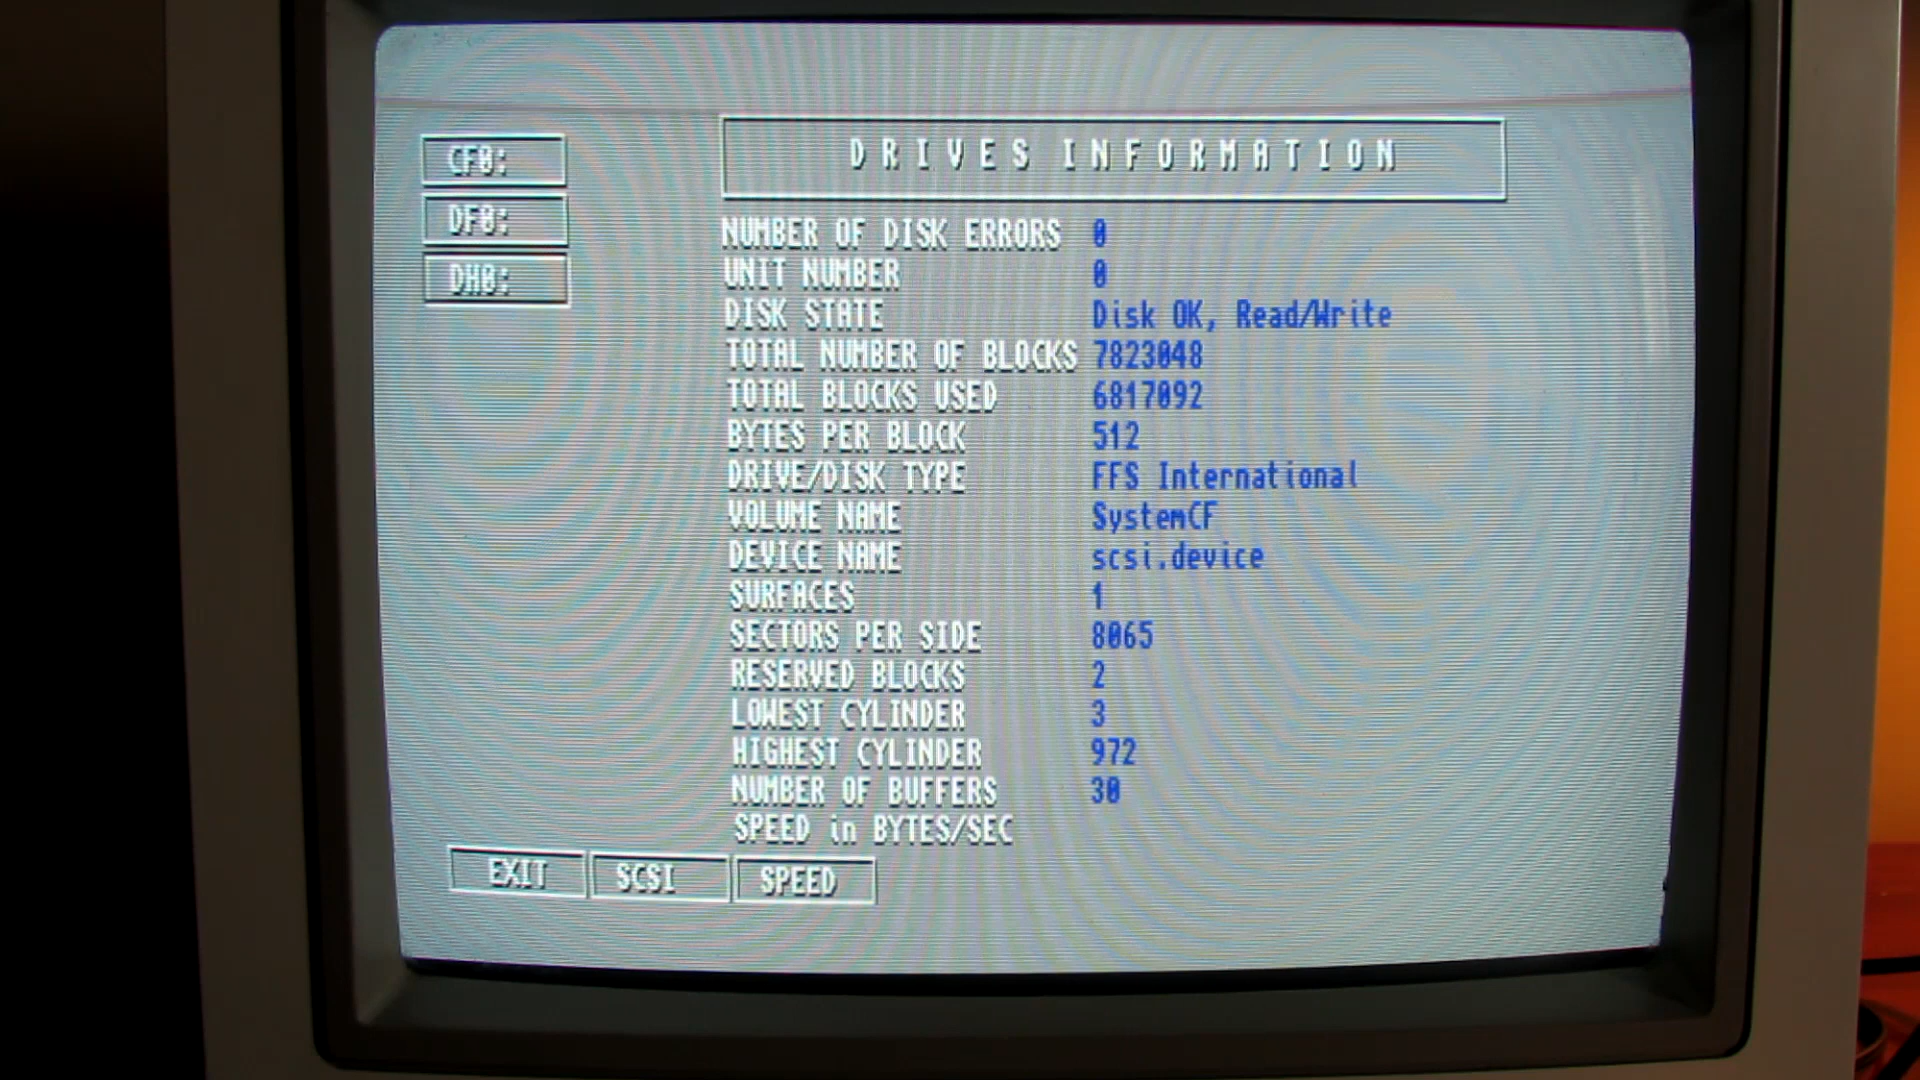 DRIVES INFORMATION
CF0:
DF0:
DH0:
NUMBER OF DISK ERRORS 0
UNIT NUMBER 0
DISK STATE Disk OK, Read/Write
TOTAL NUMBER OF BLOCKS 7823048
TOTAL BLOCKS USED 6817092
BYTES PER BLOCK 512
DRIVE/DISK TYPE FFS International
VOLUME NAME SystemCF
DEVICE NAME scsi.device
SURFACES 1
SECTORS PER SIDE 8065
RESERVED BLOCKS 2
LOWEST CYLINDER 3
HIGHEST CYLINDER 972
NUMBER OF BUFFERS 30
SPEED in BYTES/SEC
EXIT SCSI SPEED